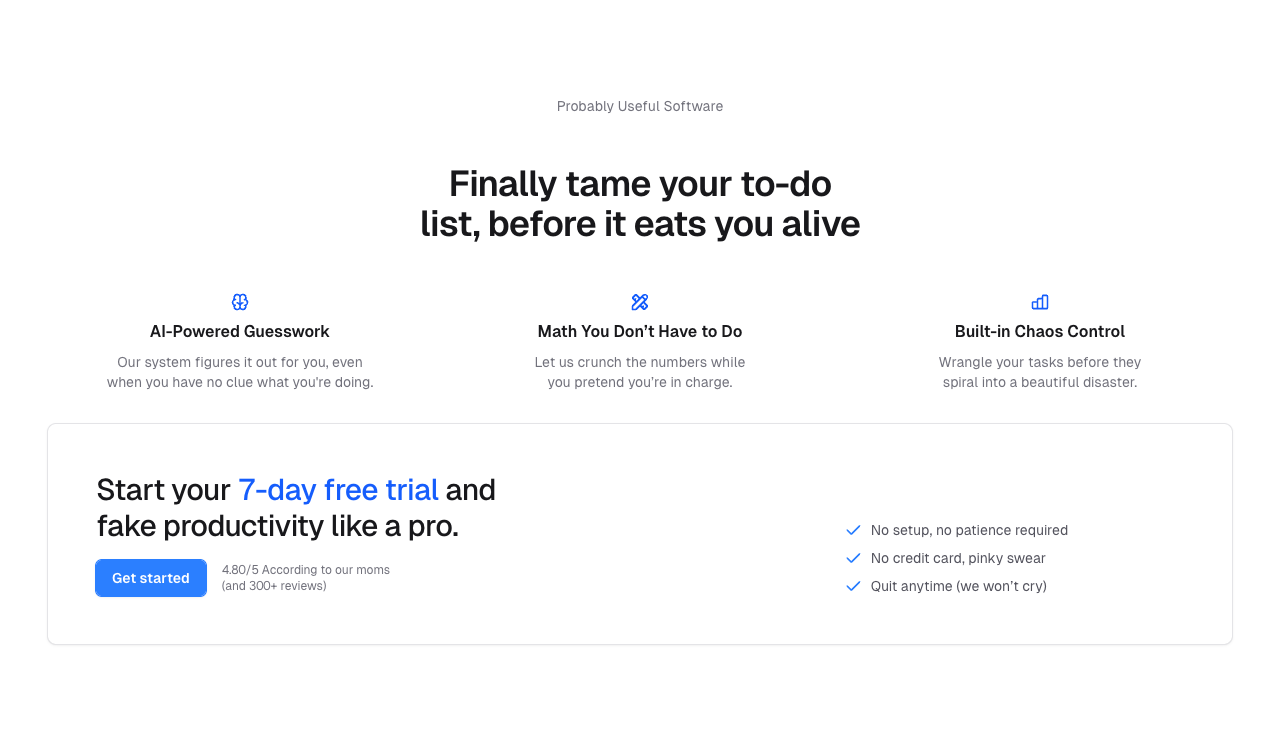 Probably Useful Software
Finally tame your to-do
list, before it eats you alive
AI-Powered Guesswork
Our system figures it out for you, even
when you have no clue what you're doing.
Math You Don’t Have to Do
Let us crunch the numbers while
you pretend you’re in charge.
Built-in Chaos Control
Wrangle your tasks before they
spiral into a beautiful disaster.
Start your 7-day free trial and
fake productivity like a pro.
Get started
4.80/5 According to our moms
(and 300+ reviews)
No setup, no patience required
No credit card, pinky swear
Quit anytime (we won’t cry)